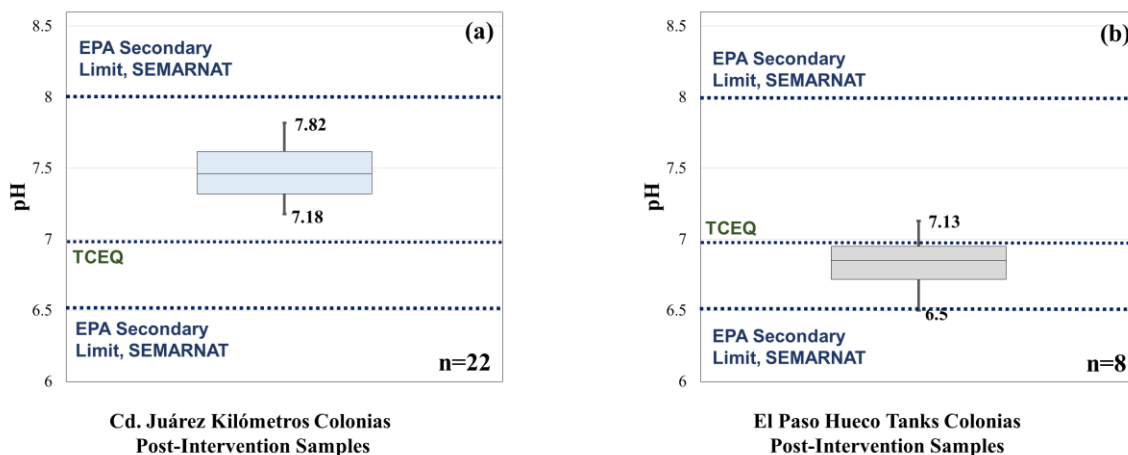 8.5
(a)
EPA Secondary
Limit, SEMARNAT
8
7.82
7.5
pH
7.18
7
TCEQ
6.5
EPA Secondary
Limit, SEMARNAT
n=22
6
Cd. Juárez Kilómetros Colonias
Post-Intervention Samples
8.5
(b)
EPA Secondary
Limit, SEMARNAT
8
7.5
pH
7.13
TCEQ
7
6.5
6.5
EPA Secondary
Limit, SEMARNAT
n=8
6
El Paso Hueco Tanks Colonias
Post-Intervention Samples